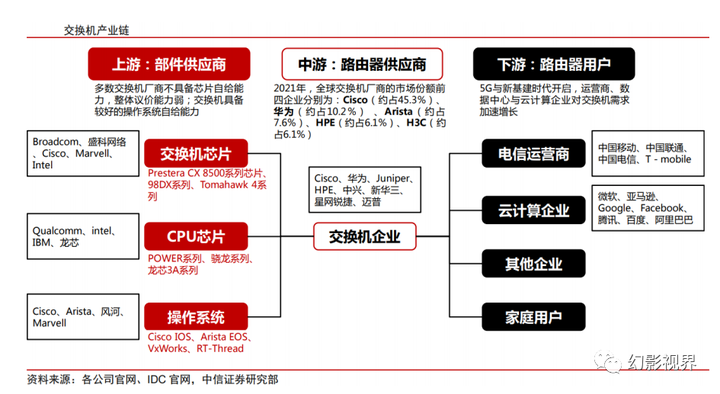 交换机产业链
上游：部件供应商
多数交换机厂商不具备芯片自给能
力，整体议价能力弱；交换机具备
较好的操作系统自给能力
中游：路由器供应商
2021年，全球交换机厂商的市场份额前
四企业分别为：Cisco（约占45.3%）、
华为（约占10.2%） 、Arista（约占
7.6%）、HPE（约占6.1%）、H3C（约
占6.1%）
下游：路由器用户
5G与新基建时代开启，运营商、数
据中心与云计算企业对交换机需求
加速增长
Broadcom、盛科网络
、Cisco、Marvell、
Intel
交换机芯片
Prestera CX 8500系列芯片、
98DX系列、Tomahawk 4系
列
Qualcomm、intel、
IBM、龙芯
CPU芯片
POWER系列、骁龙系列、
龙芯3A系列
Cisco、Arista、风河、
Marvell
操作系统
Cisco IOS、Arista EOS、
VxWorks、RT-Thread
Cisco、华为、Juniper、
HPE、中兴、新华三、
星网锐捷、迈普
交换机企业
电信运营商
中国移动、中国联通、
中国电信、T - mobile
云计算企业
微软、亚马逊、
Google、Facebook、
腾讯、百度、阿里巴巴
其他企业
家庭用户
资料来源：各公司官网、IDC 官网，中信证券研究部
幻影视界